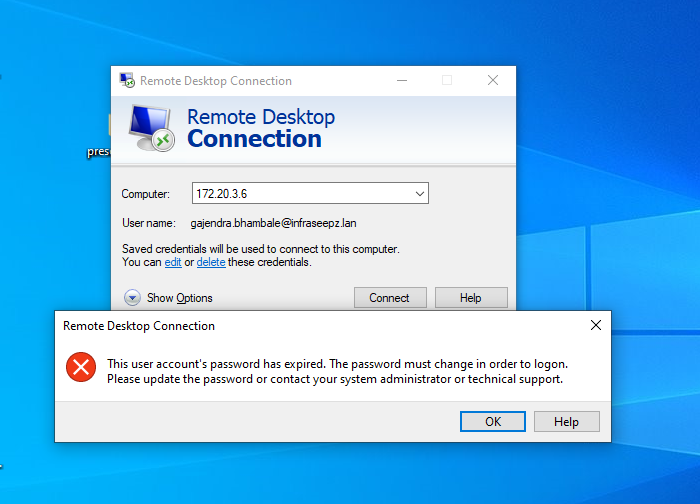 Remote Desktop Connection
Remote Desktop
Connection
Computer: 172.20.3.6
User name: gajendra.bhambale@infraseepz.lan
Saved credentials will be used to connect to this computer.
You can edit or delete these credentials.
Show Options Connect Help
Remote Desktop Connection
This user account's password has expired. The password must change in order to logon.
Please update the password or contact your system administrator or technical support.
OK Help